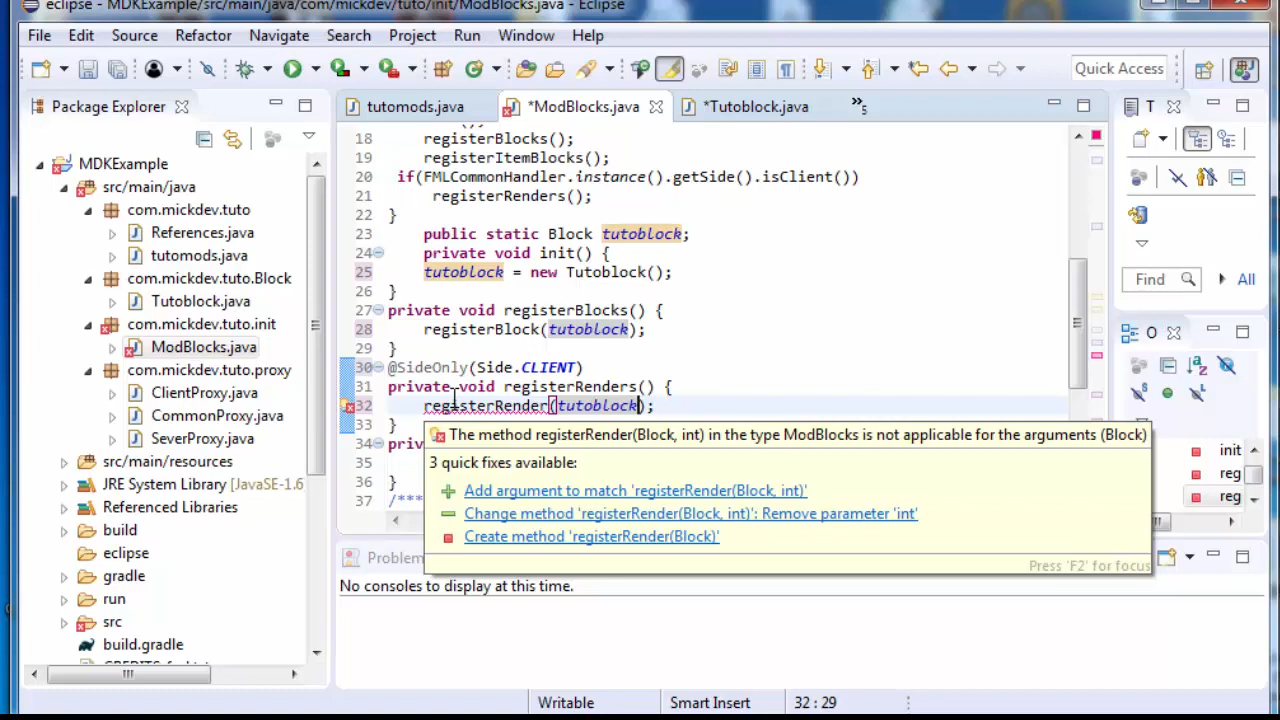 eclipse - MDKExample/src/main/java/com/mickdev/tuto/init/ModBlocks.java - Eclipse
File Edit Source Refactor Navigate Search Project Run Window Help
Quick Access
Package Explorer
tutomods.java
*ModBlocks.java
*Tutoblock.java
»5
T
MDKExample
src/main/java
com.mickdev.tuto
References.java
tutomods.java
com.mickdev.tuto.Block
Tutoblock.java
com.mickdev.tuto.init
ModBlocks.java
com.mickdev.tuto.proxy
ClientProxy.java
CommonProxy.java
SeverProxy.java
src/main/resources
JRE System Library [JavaSE-1.6
Referenced Libraries
build
eclipse
gradle
run
src
build.gradle
18 registerBlocks();
19 registerItemBlocks();
20 if(FMLCommonHandler.instance().getSide().isClient())
21 registerRenders();
22 }
23 public static Block tutoblock;
24 private void init() {
25 tutoblock = new Tutoblock();
26 }
27 private void registerBlocks() {
28 registerBlock(tutoblock);
29 }
30 @SideOnly(Side.CLIENT)
31 private void registerRenders() {
32 registerRender(tutoblock);
33 }
34 pri
35
36 }
37 /***
The method registerRender(Block, int) in the type ModBlocks is not applicable for the arguments (Block)
3 quick fixes available:
Add argument to match 'registerRender(Block, int)'
Change method 'registerRender(Block, int)': Remove parameter 'int'
Create method 'registerRender(Block)'
Press 'F2' for focus
Find
All
O
init
reg
reg
Problem
No consoles to display at this time.
Writable
Smart Insert
32 : 29